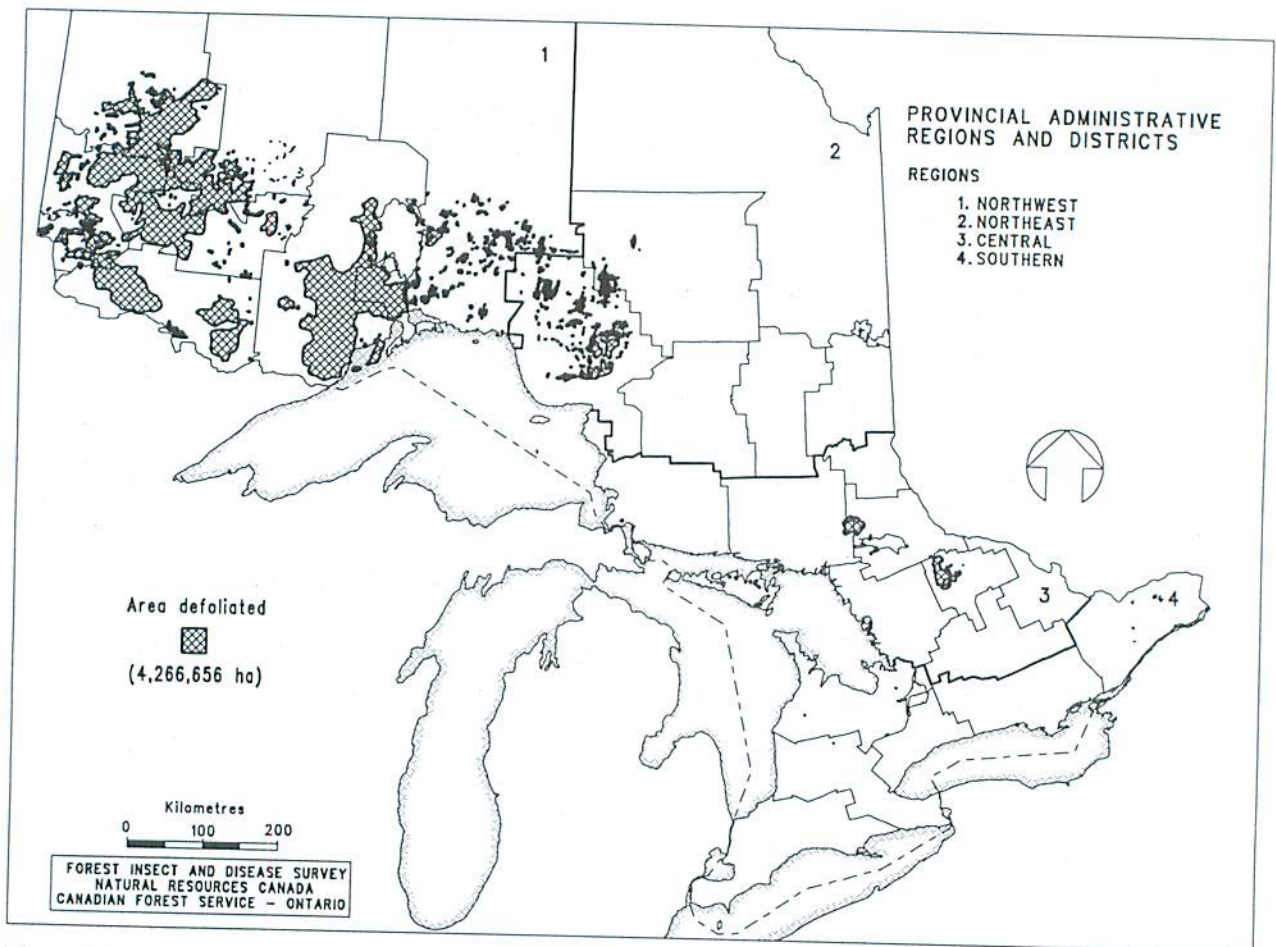 1
2
PROVINCIAL ADMINISTRATIVE
REGIONS AND DISTRICTS
REGIONS
1. NORTHWEST
2. NORTHEAST
3. CENTRAL
4. SOUTHERN
3
4
Area defoliated
(4,266,656 ha)
Kilometres
0 100 200
FOREST INSECT AND DISEASE SURVEY
NATURAL RESOURCES CANADA
CANADIAN FOREST SERVICE - ONTARIO